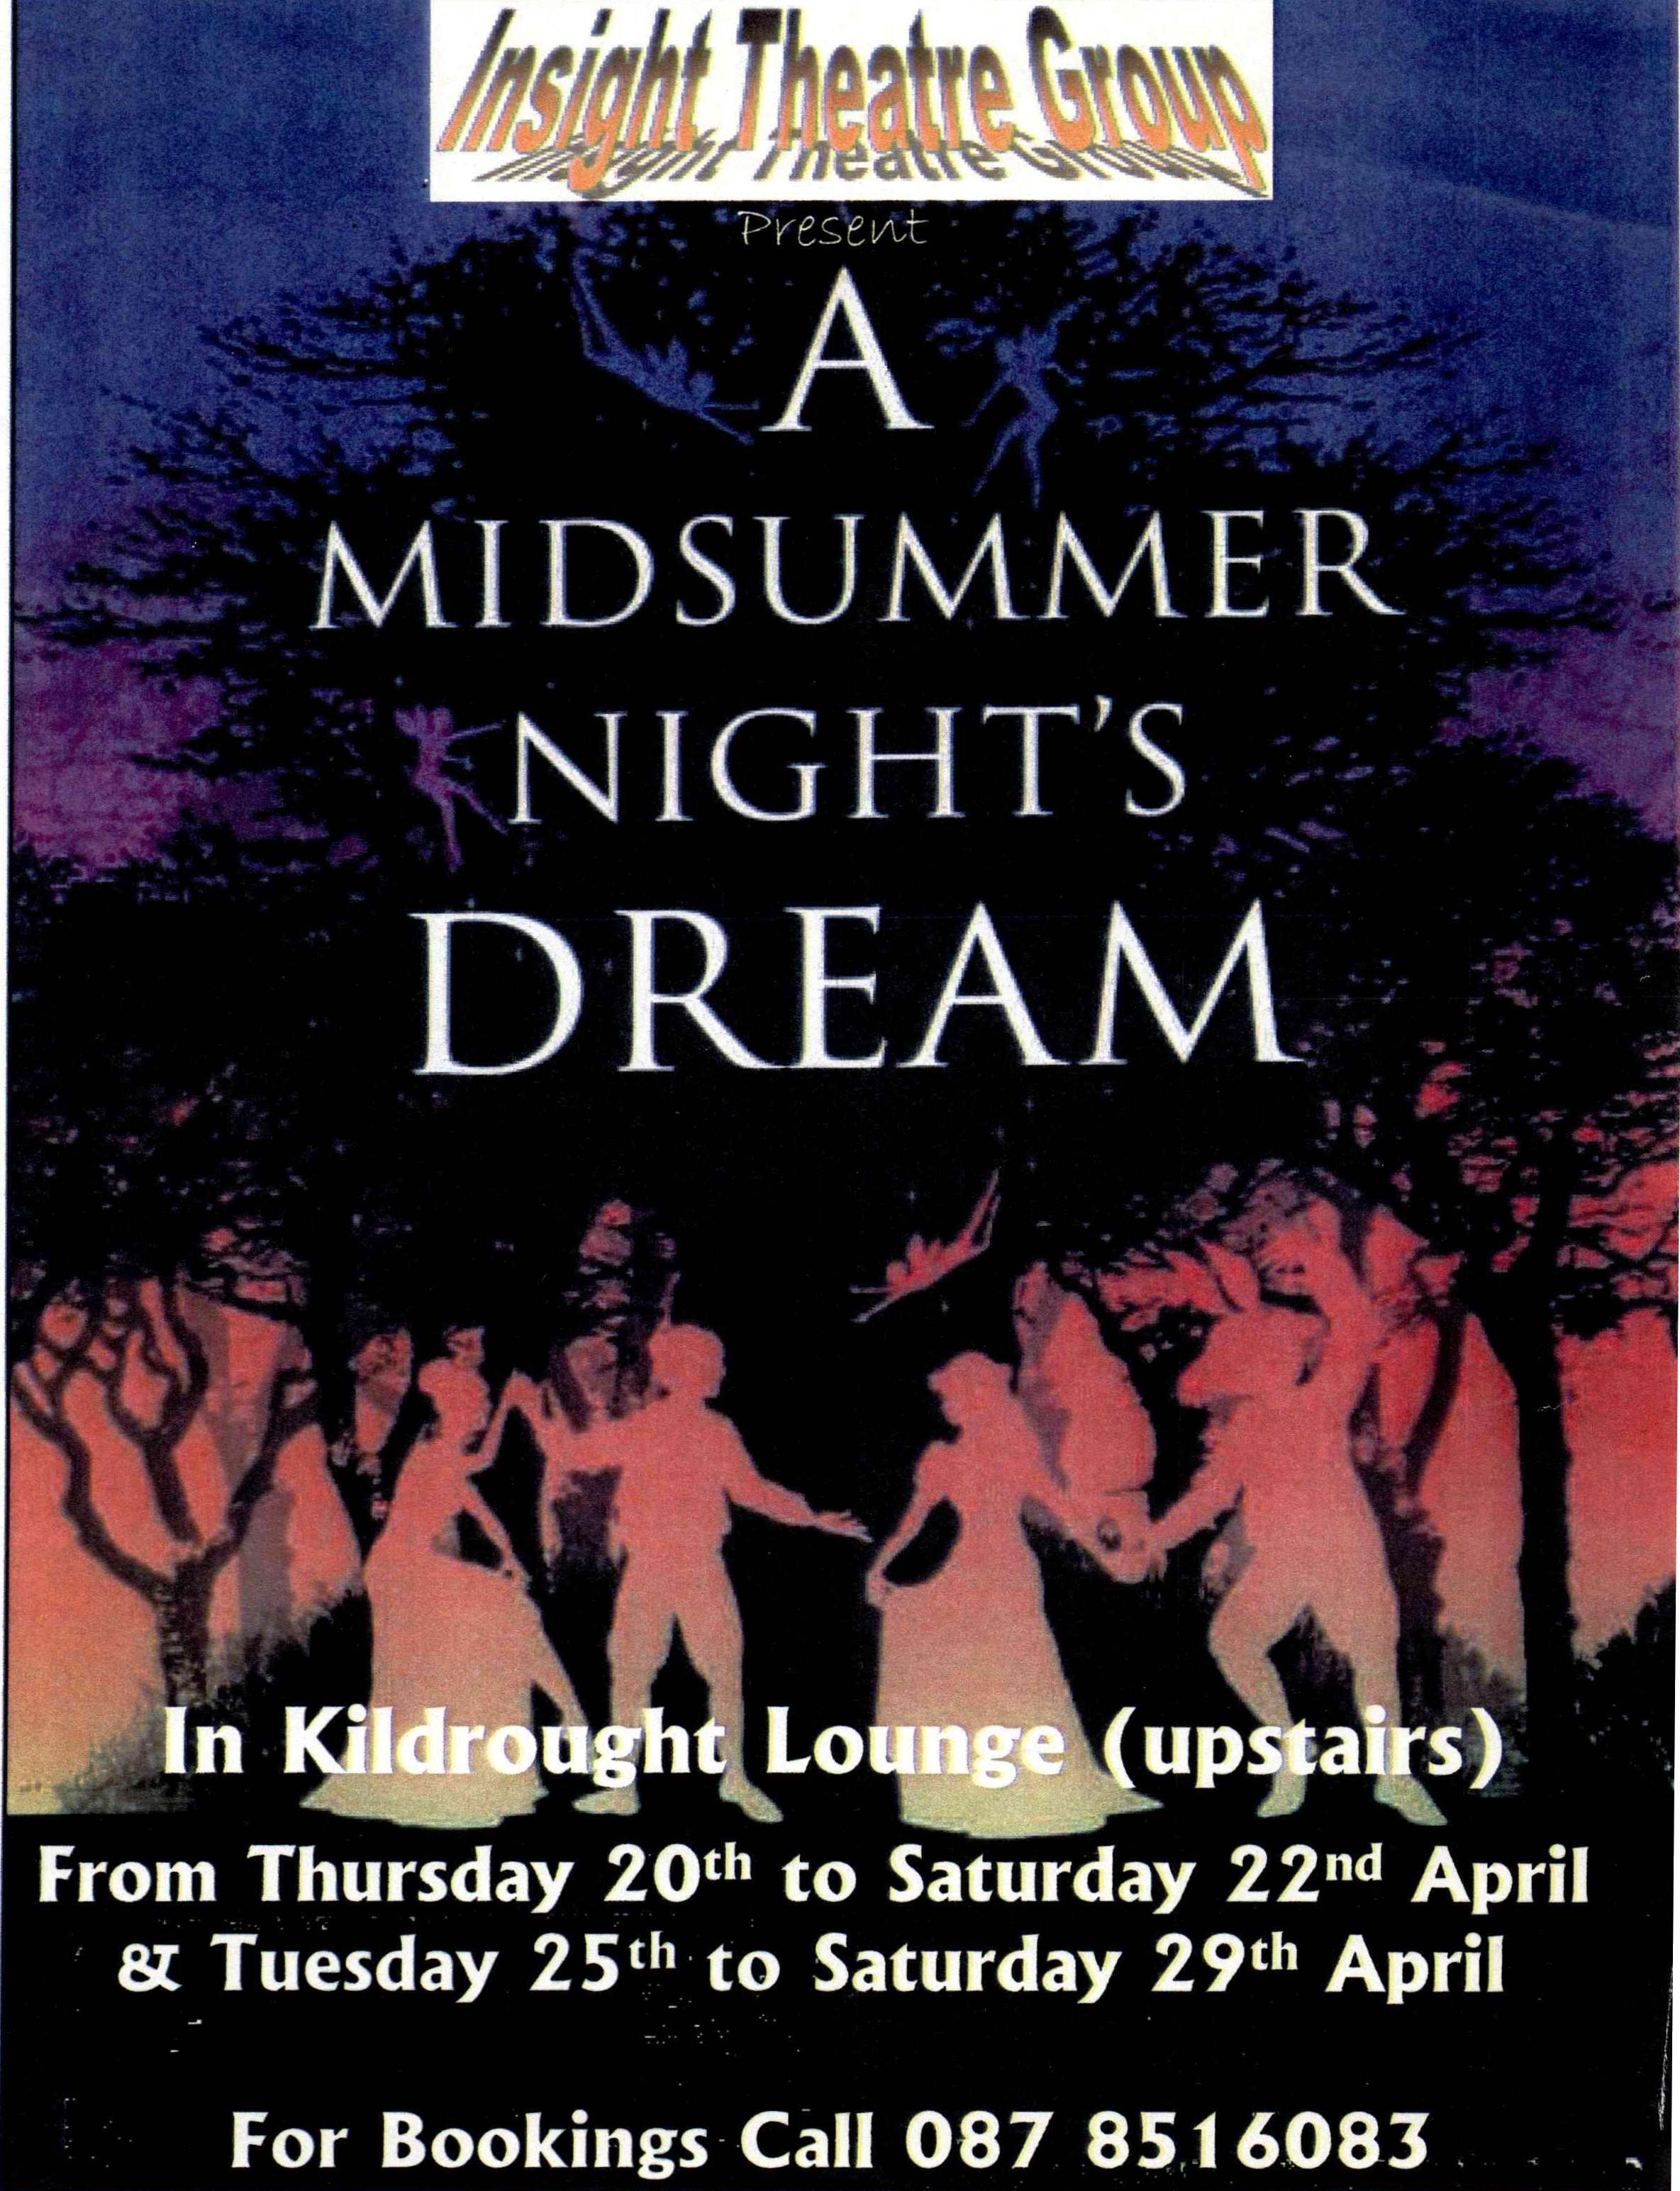 Insight Theatre Group
Present
A
MIDSUMMER
NIGHT'S
DREAM
In Kildrought Lounge (upstairs)
From Thursday 20th to Saturday 22nd April
& Tuesday 25th to Saturday 29th April
For Bookings Call 087 8516083